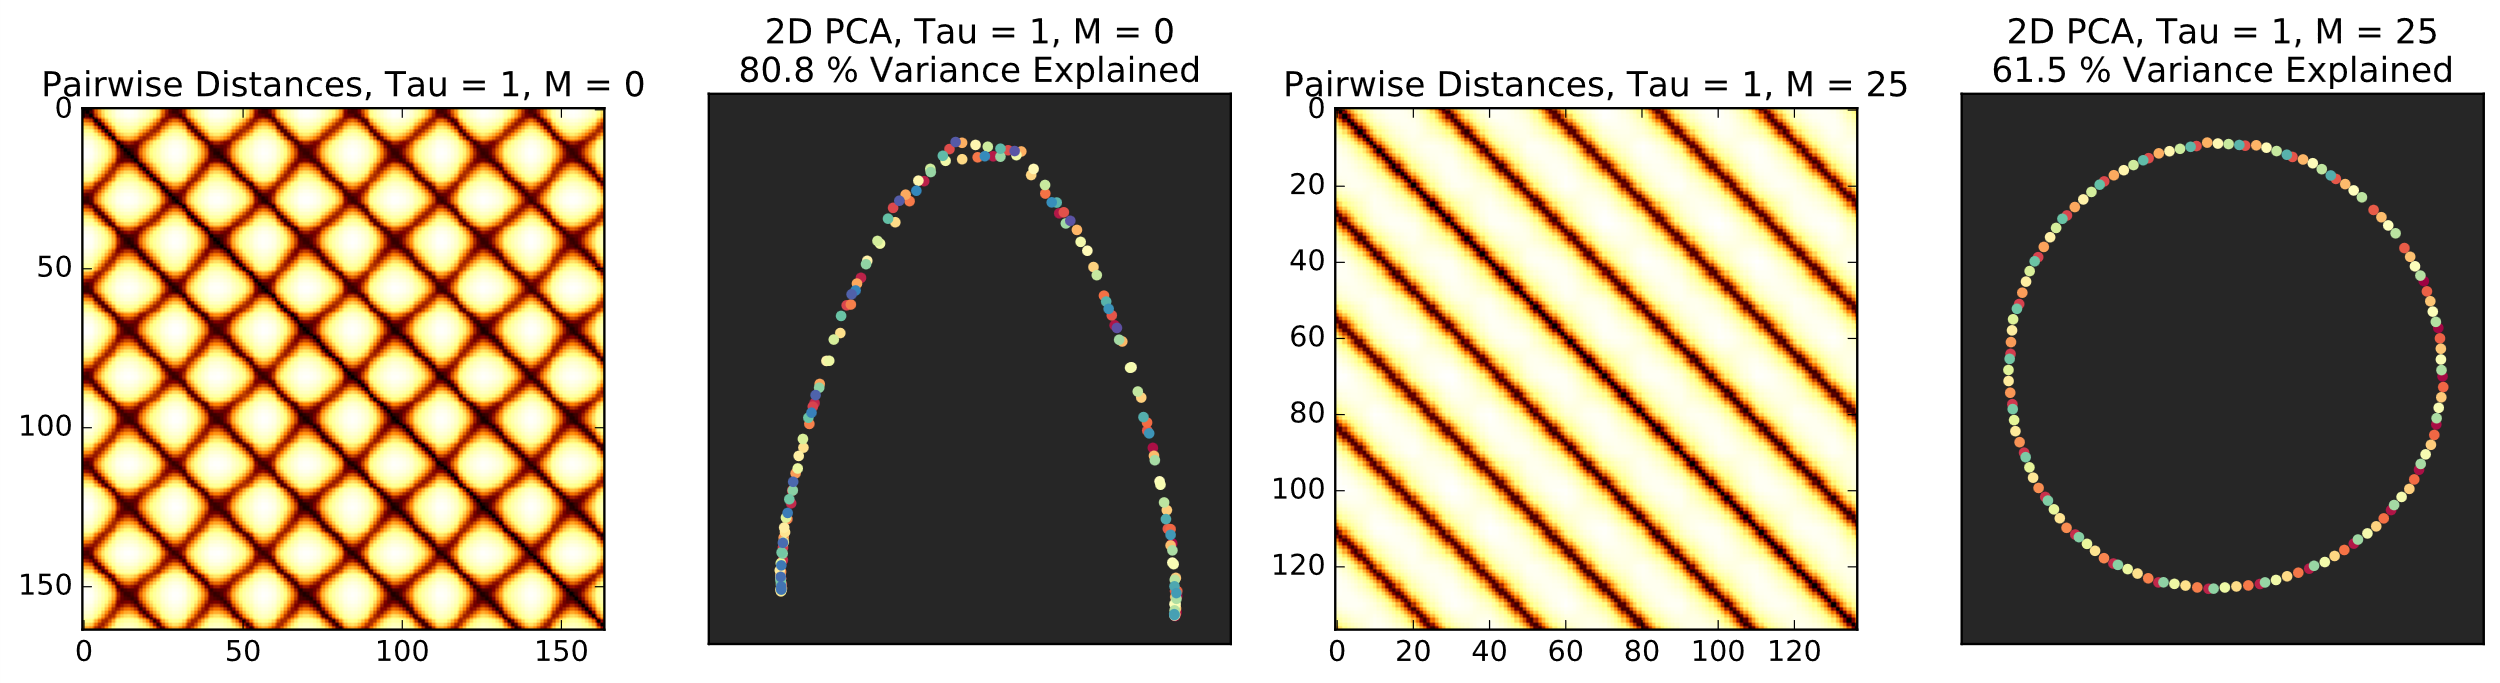 Pairwise Distances, Tau = 1, M = 0
0
50
100
150
0 50 100 150
2D PCA, Tau = 1, M = 0
80.8 % Variance Explained
Pairwise Distances, Tau = 1, M = 25
0
20
40
60
80
100
120
0 20 40 60 80 100 120
2D PCA, Tau = 1, M = 25
61.5 % Variance Explained